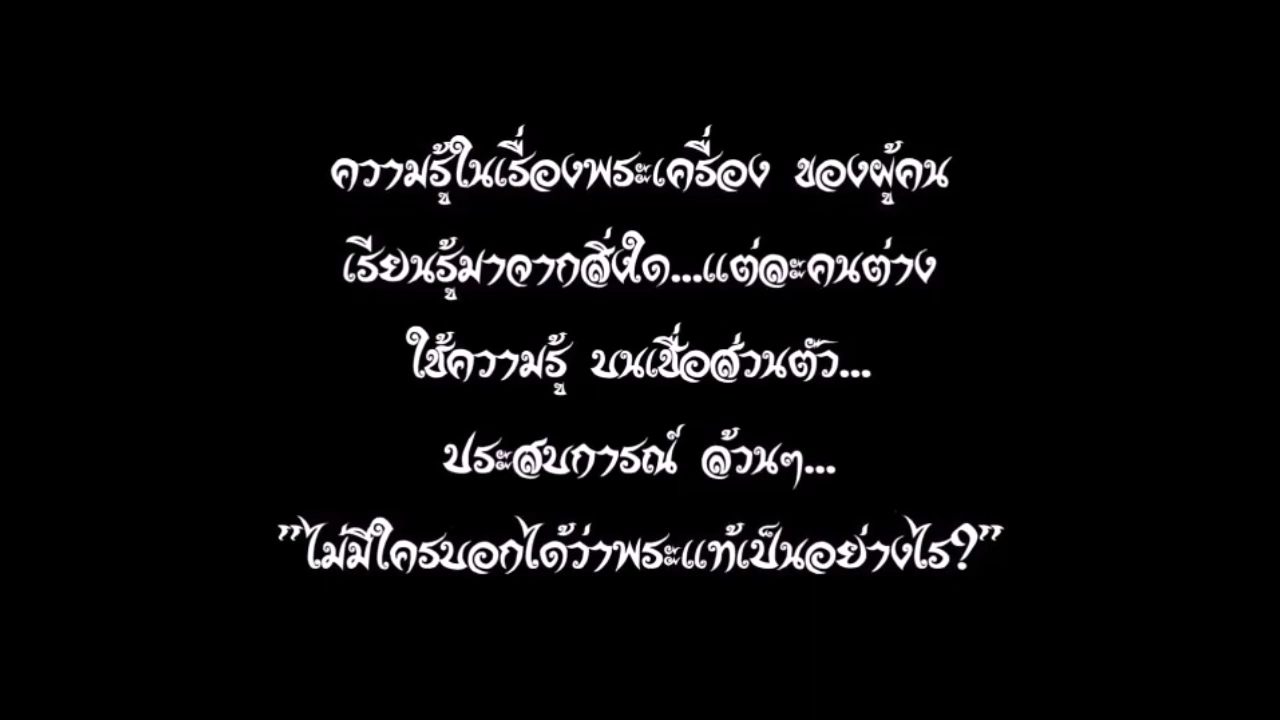 ความรู้ในเรื่องพระเครื่อง ของผู้คน
เรียนรู้มาจากสิ่งใด...แต่ละคนต่าง
ใช้ความรู้ บนเชื่อส่วนตัว...
ประสบการณ์ ล้วนๆ...
"ไม่มีใครบอกได้ว่าพระแท้เป็นอย่างไร?"